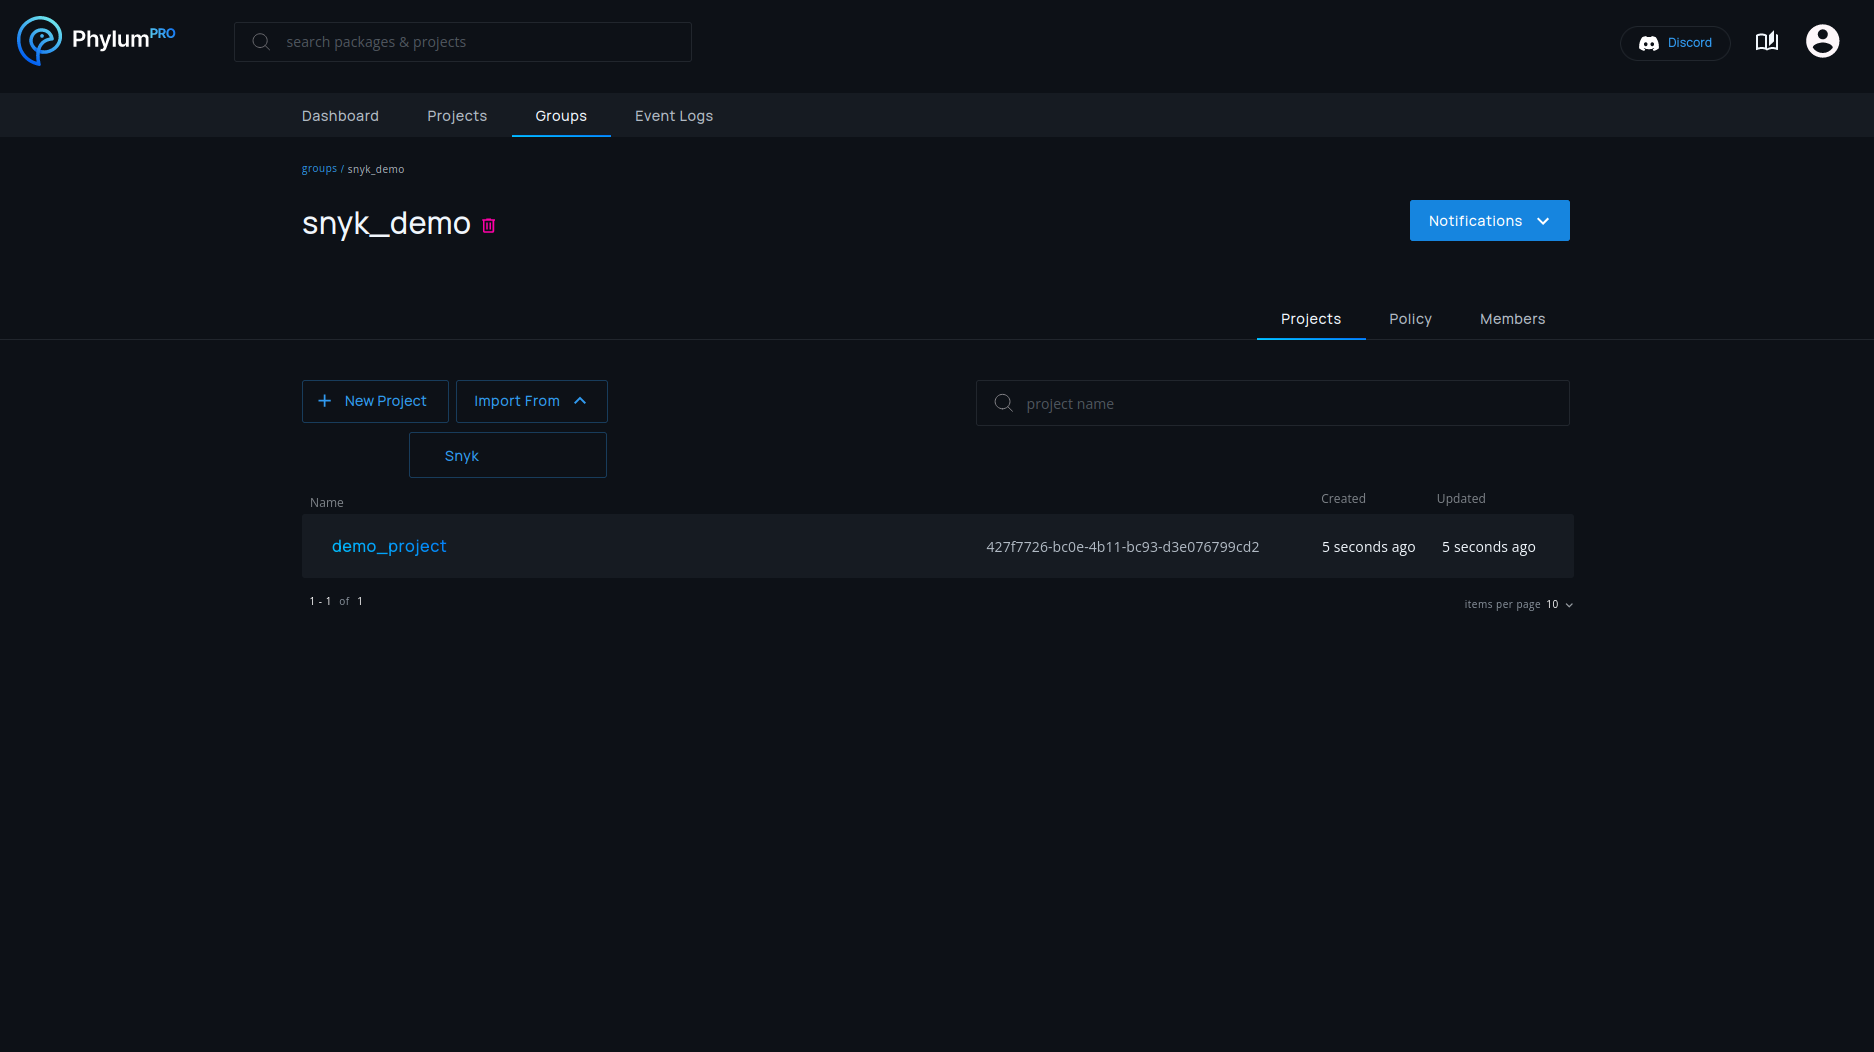 PhylumPRO
search packages & projects
Discord
Dashboard Projects Groups Event Logs
groups / snyk_demo
snyk_demo
Notifications
Projects Policy Members
New Project Import From
project name
Snyk
Name Created Updated
demo_project 427f7726-bc0e-4b11-bc93-d3e076799cd2 5 seconds ago 5 seconds ago
1 - 1 of 1
items per page 10